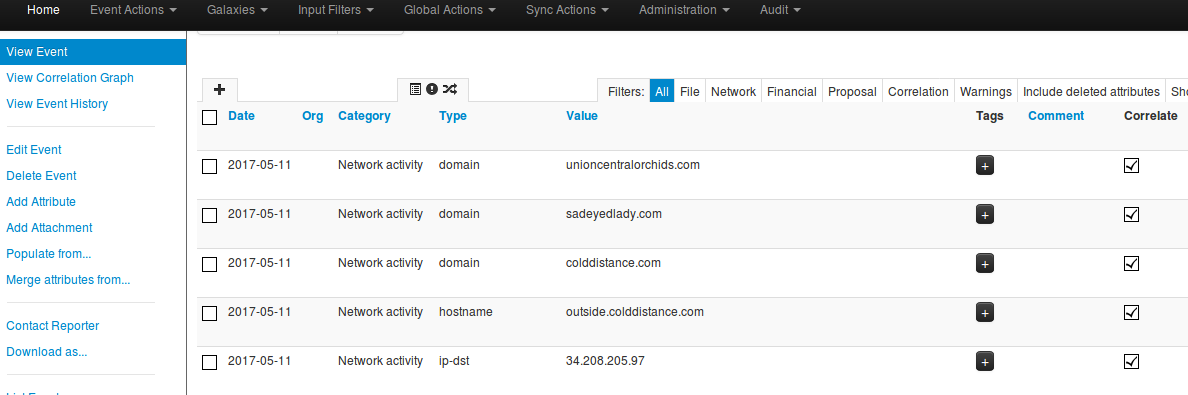 Home Event Actions Galaxies Input Filters Global Actions Sync Actions Administration Audit
View Event
View Correlation Graph
View Event History
Edit Event
Delete Event
Add Attribute
Add Attachment
Populate from...
Merge attributes from...
Contact Reporter
Download as...
Filters: All File Network Financial Proposal Correlation Warnings Include deleted attributes
Date Org Category Type Value Tags Comment Correlate
2017-05-11 Network activity domain unioncentralorchids.com +
2017-05-11 Network activity domain sadeyedlady.com +
2017-05-11 Network activity domain colddistance.com +
2017-05-11 Network activity hostname outside.colddistance.com +
2017-05-11 Network activity ip-dst 34.208.205.97 +